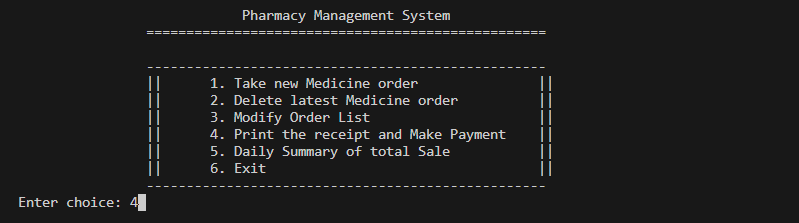 Pharmacy Management System
==================================================
--------------------------------------------------
||      1. Take new Medicine order               ||
||      2. Delete latest Medicine order          ||
||      3. Modify Order List                     ||
||      4. Print the receipt and Make Payment    ||
||      5. Daily Summary of total Sale           ||
||      6. Exit                                  ||
--------------------------------------------------
Enter choice: 4